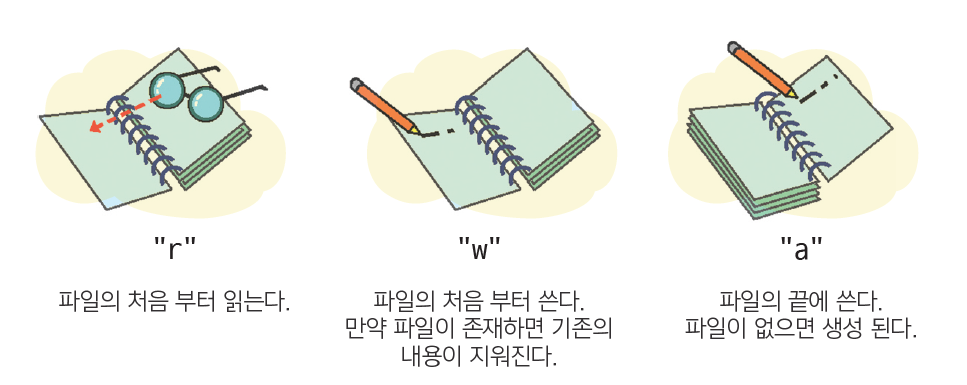 "r"
파일의 처음 부터 읽는다.
"w"
파일의 처음 부터 쓴다.
만약 파일이 존재하면 기존의
내용이 지워진다.
"a"
파일의 끝에 쓴다.
파일이 없으면 생성 된다.